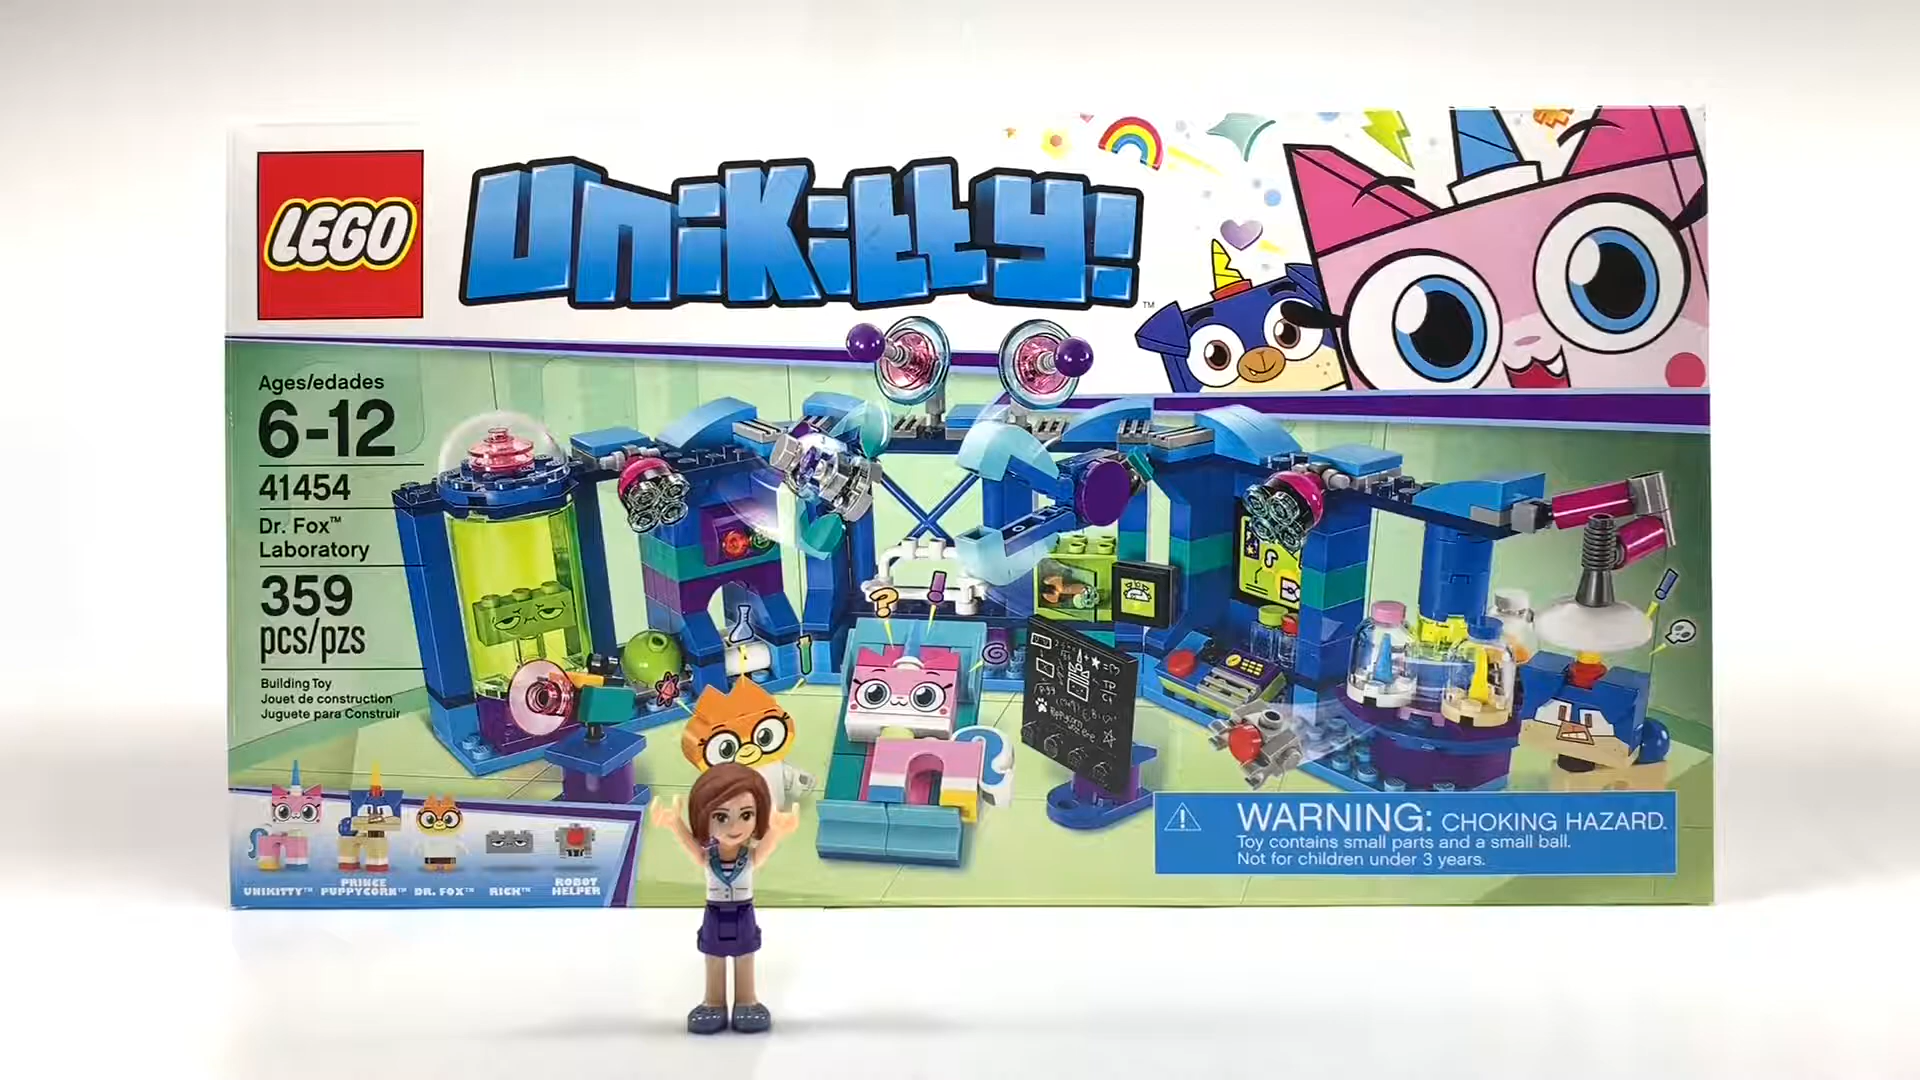 LEGO
UNiKiTTY!™
Ages/edades
6-12
41454
Dr. Fox™
Laboratory
359
pcs/pzs
Building Toy
Jouet de construction
Juguete para Construir
UNIKITTY™
PRINCE
PUPPYCORN™
DR. FOX™
RICK™
ROBOT
HELPER
WARNING: CHOKING HAZARD.
Toy contains small parts and a small ball.
Not for children under 3 years.